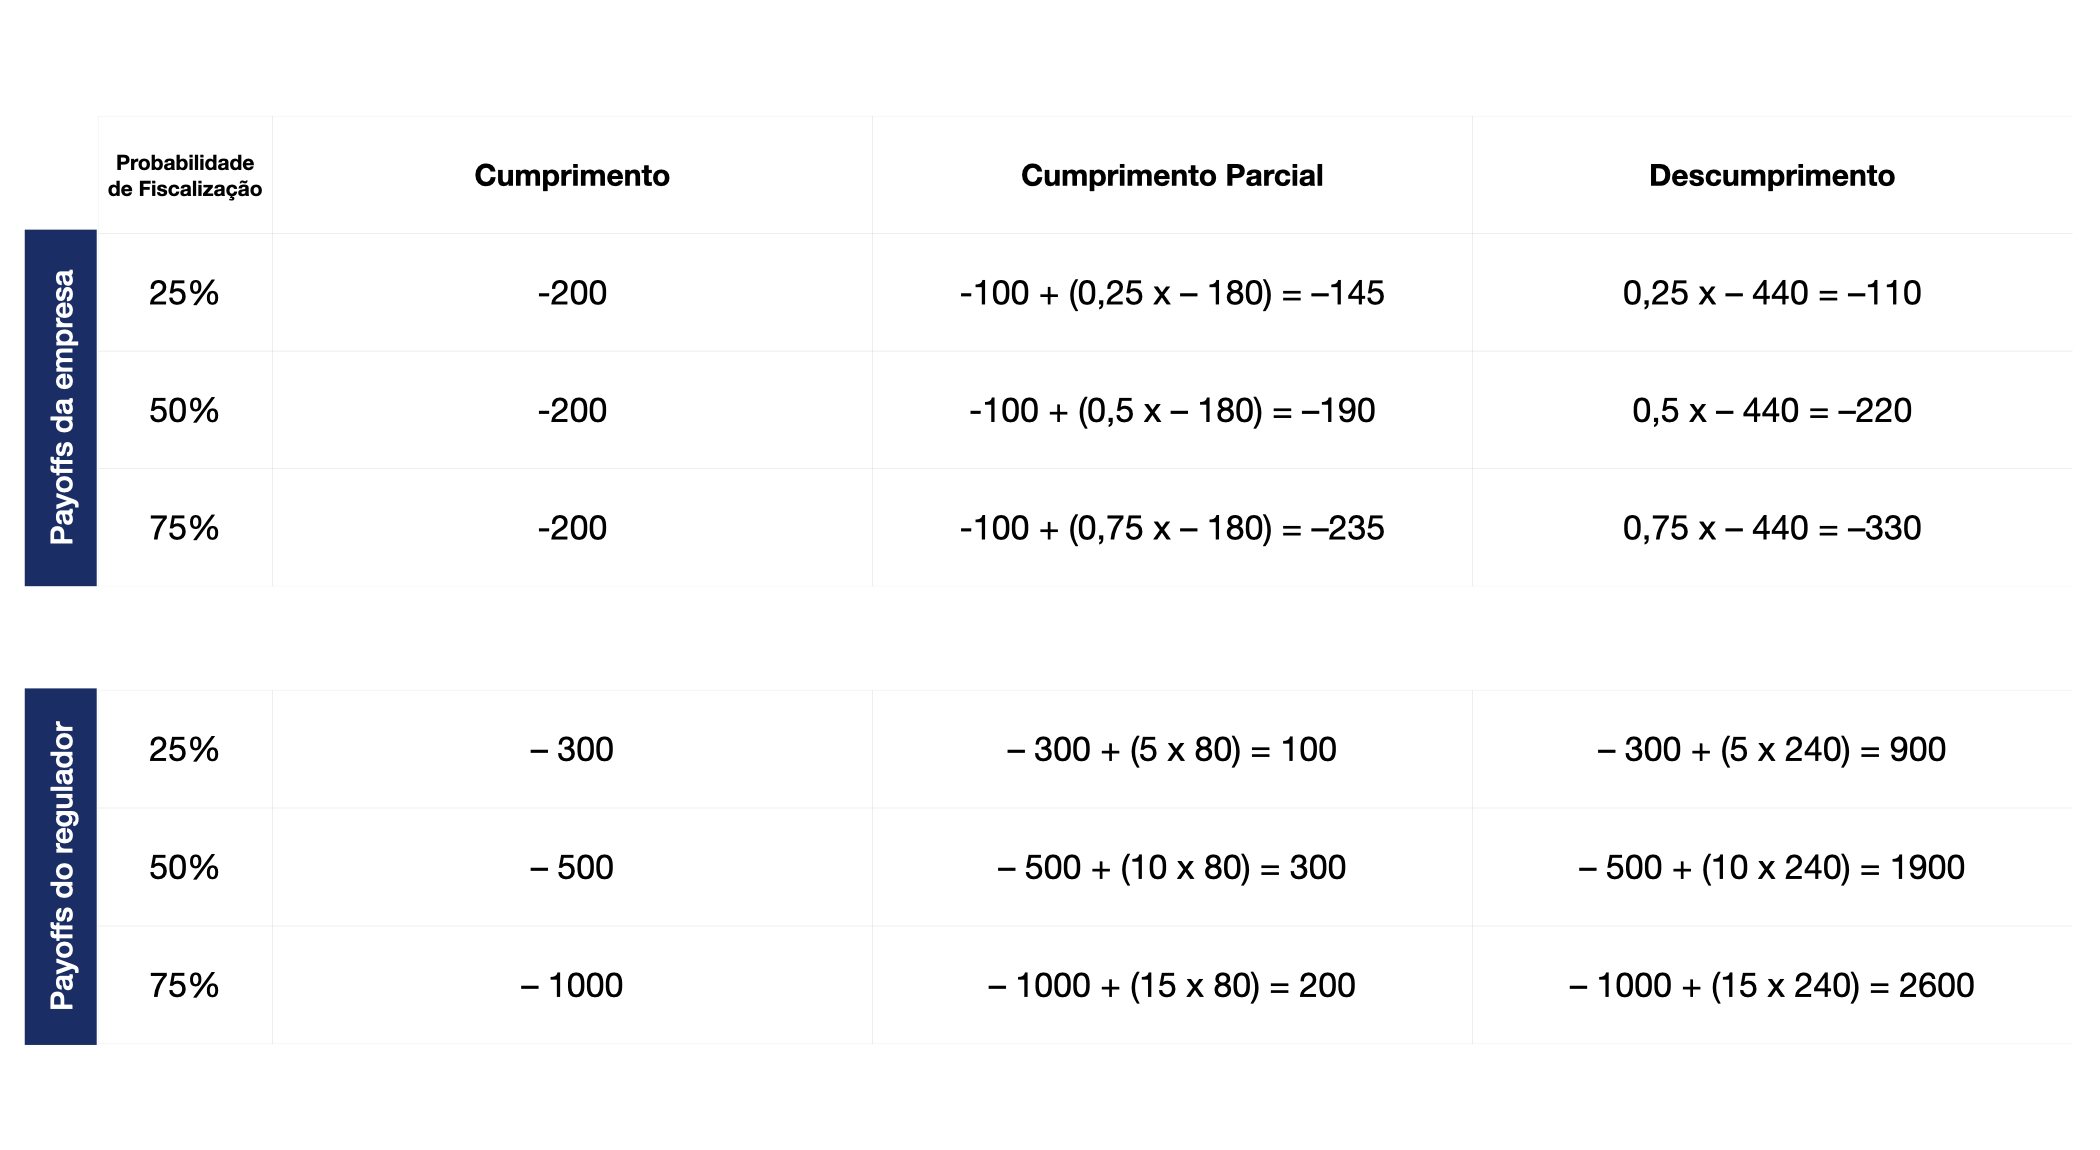 Probabilidade
de Fiscalização
Cumprimento
Cumprimento Parcial
Descumprimento
Payoffs da empresa
25%
-200
-100 + (0,25 x – 180) = –145
0,25 x – 440 = –110
50%
-200
-100 + (0,5 x – 180) = –190
0,5 x – 440 = –220
75%
-200
-100 + (0,75 x – 180) = –235
0,75 x – 440 = –330
Payoffs do regulador
25%
– 300
– 300 + (5 x 80) = 100
– 300 + (5 x 240) = 900
50%
– 500
– 500 + (10 x 80) = 300
– 500 + (10 x 240) = 1900
75%
– 1000
– 1000 + (15 x 80) = 200
– 1000 + (15 x 240) = 2600